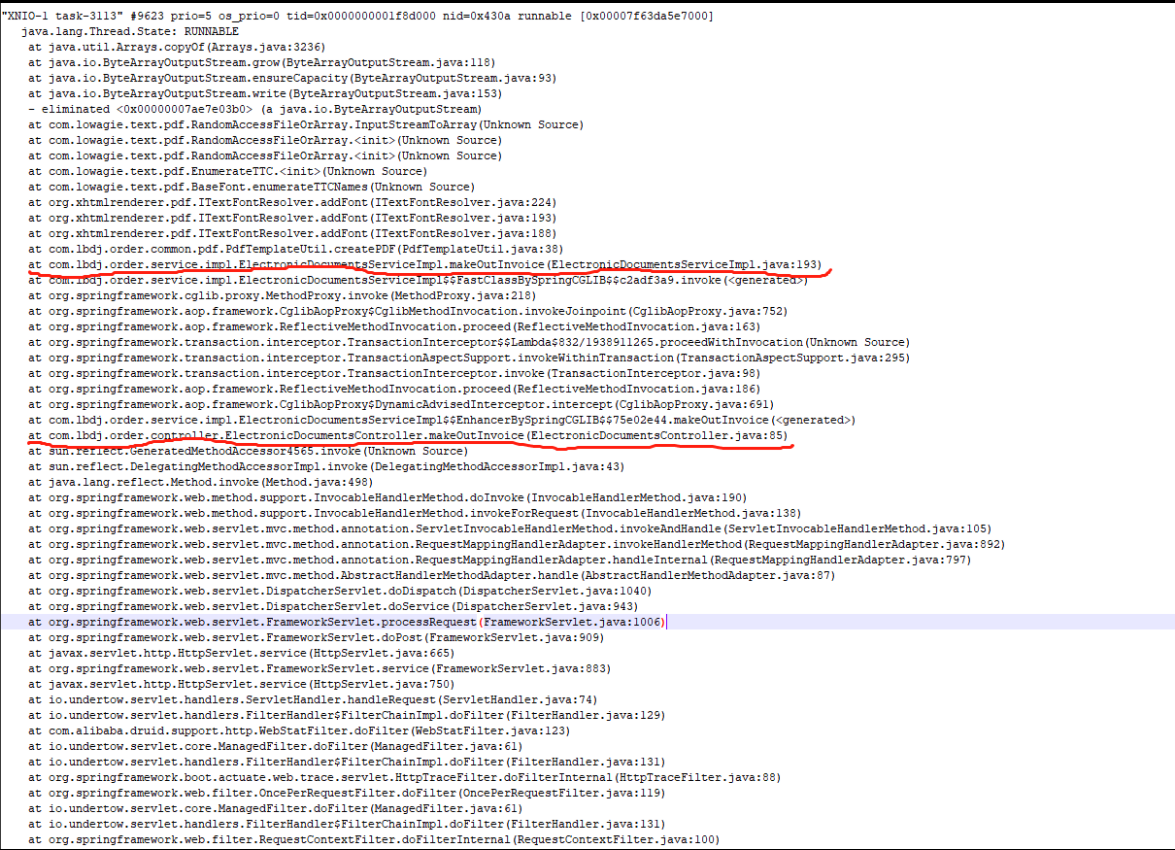 "XNIO-1 task-3113" #9623 prio=5 os_prio=0 tid=0x0000000001f8d000 nid=0x430a runnable [0x00007f63da5e7000]
java.lang.Thread.State: RUNNABLE
at java.util.Arrays.copyOf(Arrays.java:3236)
at java.io.ByteArrayOutputStream.grow(ByteArrayOutputStream.java:118)
at java.io.ByteArrayOutputStream.ensureCapacity(ByteArrayOutputStream.java:93)
at java.io.ByteArrayOutputStream.write(ByteArrayOutputStream.java:153)
- eliminated <0x00000007ae7e03b0> (a java.io.ByteArrayOutputStream)
at com.lowagie.text.pdf.RandomAccessFileOrArray.InputStreamToArray(Unknown Source)
at com.lowagie.text.pdf.RandomAccessFileOrArray.<init>(Unknown Source)
at com.lowagie.text.pdf.RandomAccessFileOrArray.<init>(Unknown Source)
at com.lowagie.text.pdf.EnumerateTTC.<init>(Unknown Source)
at com.lowagie.text.pdf.BaseFont.enumerateTTCNames(Unknown Source)
at org.xhtmlrenderer.pdf.ITextFontResolver.addFont(ITextFontResolver.java:224)
at org.xhtmlrenderer.pdf.ITextFontResolver.addFont(ITextFontResolver.java:193)
at org.xhtmlrenderer.pdf.ITextFontResolver.addFont(ITextFontResolver.java:188)
at com.lbdj.order.common.pdf.PdfTemplateUtil.createPDF(PdfTemplateUtil.java:38)
at com.lbdj.order.service.impl.ElectronicDocumentsServiceImpl.makeOutInvoice(ElectronicDocumentsServiceImpl.java:193)
at com.lbdj.order.service.impl.ElectronicDocumentsServiceImpl$$FastClassBySpringCGLIB$$c2adf3a9.invoke(<generated>)
at org.springframework.cglib.proxy.MethodProxy.invoke(MethodProxy.java:218)
at org.springframework.aop.framework.CglibAopProxy$CglibMethodInvocation.invokeJoinpoint(CglibAopProxy.java:752)
at org.springframework.aop.framework.ReflectiveMethodInvocation.proceed(ReflectiveMethodInvocation.java:163)
at org.springframework.transaction.interceptor.TransactionInterceptor$$Lambda$832/1938911265.proceedWithInvocation(Unknown Source)
at org.springframework.transaction.interceptor.TransactionAspectSupport.invokeWithinTransaction(TransactionAspectSupport.java:295)
at org.springframework.transaction.interceptor.TransactionInterceptor.invoke(TransactionInterceptor.java:98)
at org.springframework.aop.framework.ReflectiveMethodInvocation.proceed(ReflectiveMethodInvocation.java:186)
at org.springframework.aop.framework.CglibAopProxy$DynamicAdvisedInterceptor.intercept(CglibAopProxy.java:691)
at com.lbdj.order.service.impl.ElectronicDocumentsServiceImpl$$EnhancerBySpringCGLIB$$75e02e44.makeOutInvoice(<generated>)
at com.lbdj.order.controller.ElectronicDocumentsController.makeOutInvoice(ElectronicDocumentsController.java:85)
at sun.reflect.GeneratedMethodAccessor4565.invoke(Unknown Source)
at sun.reflect.DelegatingMethodAccessorImpl.invoke(DelegatingMethodAccessorImpl.java:43)
at java.lang.reflect.Method.invoke(Method.java:498)
at org.springframework.web.method.support.InvocableHandlerMethod.doInvoke(InvocableHandlerMethod.java:190)
at org.springframework.web.method.support.InvocableHandlerMethod.invokeForRequest(InvocableHandlerMethod.java:138)
at org.springframework.web.servlet.mvc.method.annotation.ServletInvocableHandlerMethod.invokeAndHandle(ServletInvocableHandlerMethod.java:105)
at org.springframework.web.servlet.mvc.method.annotation.RequestMappingHandlerAdapter.invokeHandlerMethod(RequestMappingHandlerAdapter.java:892)
at org.springframework.web.servlet.mvc.method.annotation.RequestMappingHandlerAdapter.handleInternal(RequestMappingHandlerAdapter.java:797)
at org.springframework.web.servlet.mvc.method.AbstractHandlerMethodAdapter.handle(AbstractHandlerMethodAdapter.java:87)
at org.springframework.web.servlet.DispatcherServlet.doDispatch(DispatcherServlet.java:1040)
at org.springframework.web.servlet.DispatcherServlet.doService(DispatcherServlet.java:943)
at org.springframework.web.servlet.FrameworkServlet.processRequest(FrameworkServlet.java:1006)
at org.springframework.web.servlet.FrameworkServlet.doPost(FrameworkServlet.java:909)
at javax.servlet.http.HttpServlet.service(HttpServlet.java:665)
at org.springframework.web.servlet.FrameworkServlet.service(FrameworkServlet.java:883)
at javax.servlet.http.HttpServlet.service(HttpServlet.java:750)
at io.undertow.servlet.handlers.ServletHandler.handleRequest(ServletHandler.java:74)
at io.undertow.servlet.handlers.FilterHandler$FilterChainImpl.doFilter(FilterHandler.java:129)
at com.alibaba.druid.support.http.WebStatFilter.doFilter(WebStatFilter.java:123)
at io.undertow.servlet.core.ManagedFilter.doFilter(ManagedFilter.java:61)
at io.undertow.servlet.handlers.FilterHandler$FilterChainImpl.doFilter(FilterHandler.java:131)
at org.springframework.boot.actuate.web.trace.servlet.HttpTraceFilter.doFilterInternal(HttpTraceFilter.java:88)
at org.springframework.web.filter.OncePerRequestFilter.doFilter(OncePerRequestFilter.java:119)
at io.undertow.servlet.core.ManagedFilter.doFilter(ManagedFilter.java:61)
at io.undertow.servlet.handlers.FilterHandler$FilterChainImpl.doFilter(FilterHandler.java:131)
at org.springframework.web.filter.RequestContextFilter.doFilterInternal(RequestContextFilter.java:100)